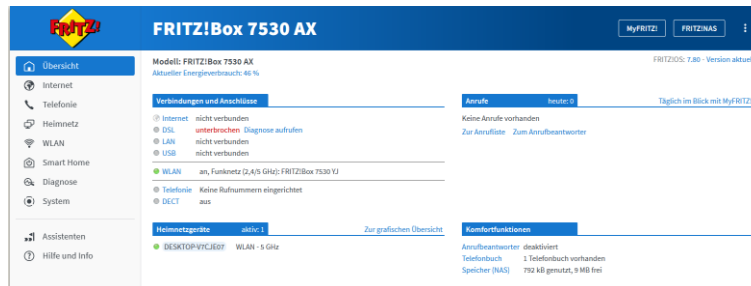 FRITZ!
FRITZ!Box 7530 AX
MyFRITZ!
FRITZ!NAS
Übersicht
Internet
Telefonie
Heimnetz
WLAN
Smart Home
Diagnose
System
Assistenten
Hilfe und Info
Modell: FRITZ!Box 7530 AX
Aktueller Energieverbrauch: 46 %
FRITZ!OS: 7.80 - Version aktuel
Verbindungen und Anschlüsse
Internet nicht verbunden
DSL unterbrochen Diagnose aufrufen
LAN nicht verbunden
USB nicht verbunden
WLAN an, Funknetz (2,4/5 GHz): FRITZ!Box 7530 YJ
Telefonie Keine Rufnummern eingerichtet
DECT aus
Anrufe heute: 0 Täglich im Blick mit MyFRITZ!
Keine Anrufe vorhanden
Zur Anrufliste Zum Anrufbeantworter
Heimnetzgeräte aktiv: 1 Zur grafischen Übersicht
DESKTOP-VYCJE07 WLAN - 5 GHz
Komfortfunktionen
Anrufbeantworter deaktiviert
Telefonbuch 1 Telefonbuch vorhanden
Speicher (NAS) 792 kB genutzt, 9 MB frei